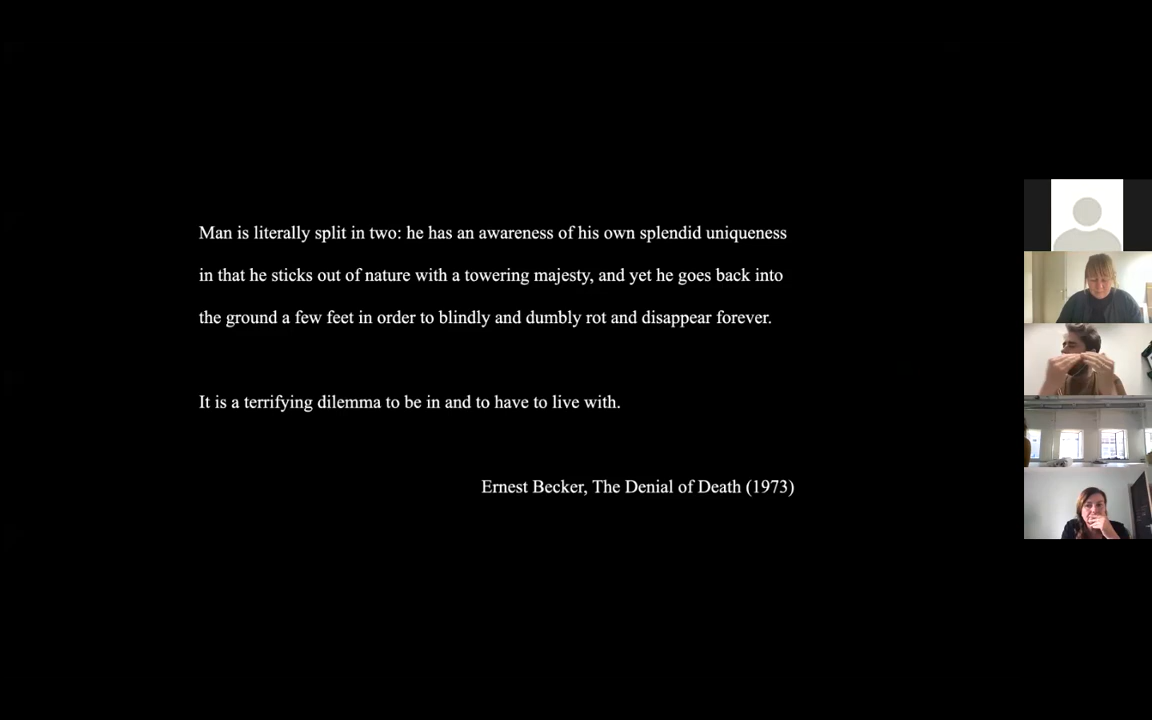 Man is literally split in two: he has an awareness of his own splendid uniqueness
in that he sticks out of nature with a towering majesty, and yet he goes back into
the ground a few feet in order to blindly and dumbly rot and disappear forever.
It is a terrifying dilemma to be in and to have to live with.
Ernest Becker, The Denial of Death (1973)